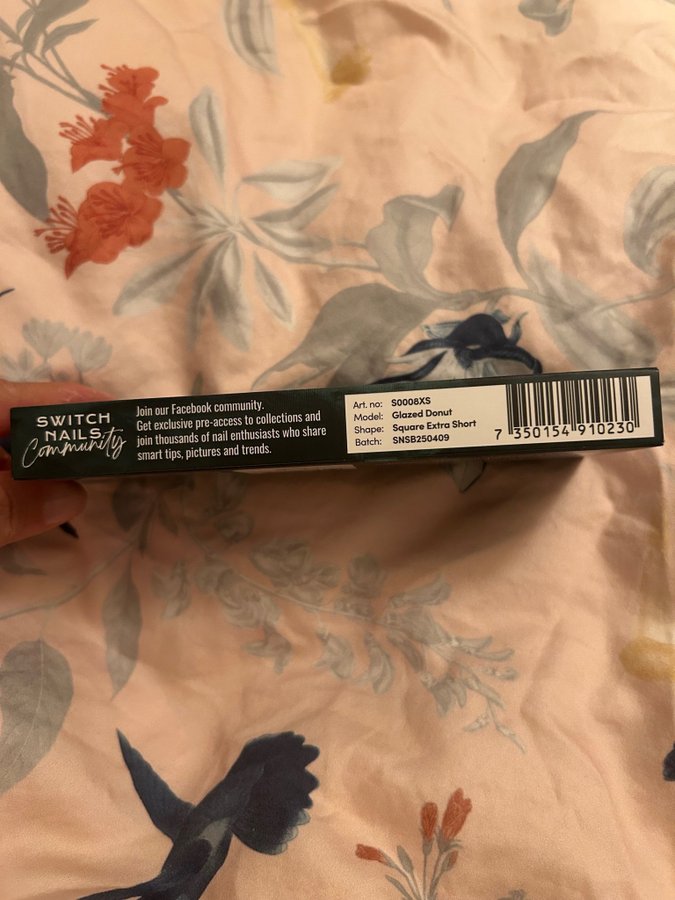 SWITCH
NAILS
Community
Join our Facebook community.
Get exclusive pre-access to collections and
join thousands of nail enthusiasts who share
smart tips, pictures and trends.
Art. no: S0008XS
Model: Glazed Donut
Shape: Square Extra Short
Batch: SNSB250409
7 350154 910230